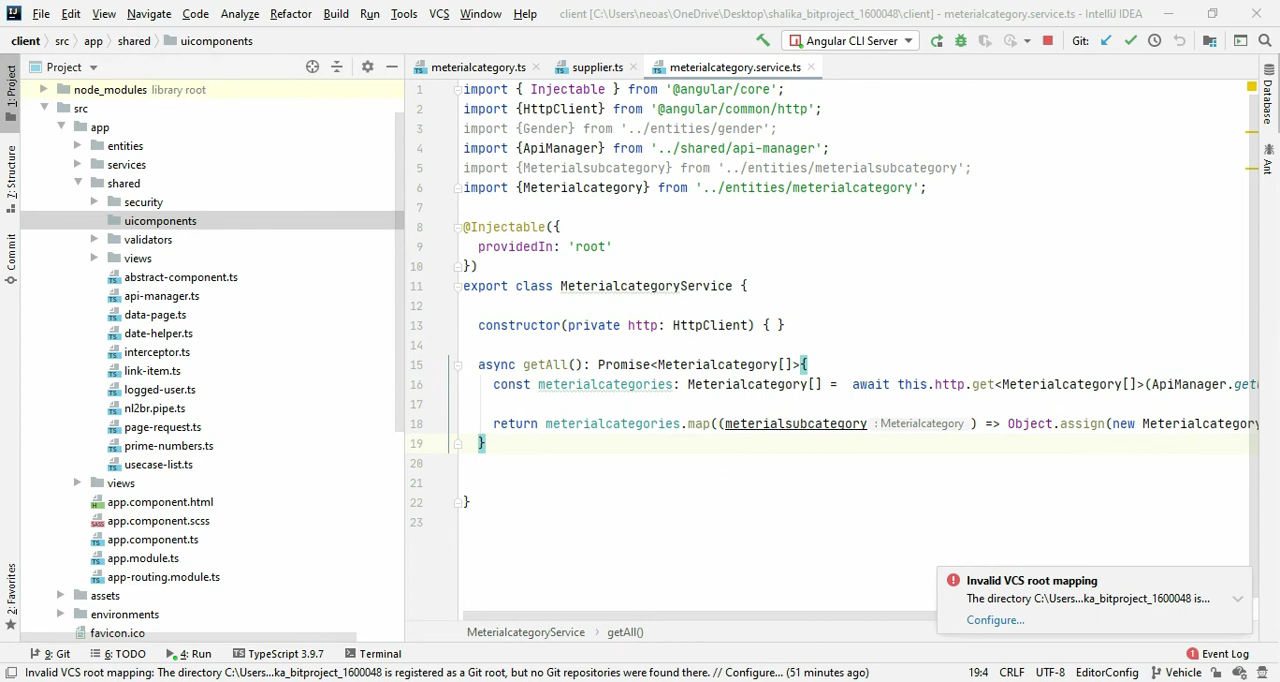 File Edit View Navigate Code Analyze Refactor Build Run Tools VCS Window Help client [C:\Users\neoas\OneDrive\Desktop\shalika_bitproject_1600048\client] - meterialcategory.service.ts - IntelliJ IDEA
client src app shared uicomponents Angular CLI Server Git:
Project
meterialcategory.ts supplier.ts meterialcategory.service.ts
node_modules library root
src
app
entities
services
shared
security
uicomponents
validators
views
abstract-component.ts
api-manager.ts
data-page.ts
date-helper.ts
interceptor.ts
link-item.ts
logged-user.ts
nl2br.pipe.ts
page-request.ts
prime-numbers.ts
usecase-list.ts
views
app.component.html
app.component.scss
app.component.ts
app.module.ts
app-routing.module.ts
assets
environments
favicon.ico
1 import { Injectable } from '@angular/core';
2 import {HttpClient} from '@angular/common/http';
3 import {Gender} from '../entities/gender';
4 import {ApiManager} from '../shared/api-manager';
5 import {Meterialsubcategory} from '../entities/meterialsubcategory';
6 import {Meterialcategory} from '../entities/meterialcategory';
7
8 @Injectable({
9 providedIn: 'root'
10 })
11 export class MeterialcategoryService {
12
13 constructor(private http: HttpClient) { }
14
15 async getAll(): Promise<Meterialcategory[]>{
16 const meterialcategories: Meterialcategory[] = await this.http.get<Meterialcategory[]>(ApiManager.get
17
18 return meterialcategories.map((meterialsubcategory : Meterialcategory ) => Object.assign(new Meterialcategory
19 }
20
21
22 }
23
1: Project
7: Structure
Commit
2: Favorites
Database
Ant
Invalid VCS root mapping
The directory C:\Users...ka_bitproject_1600048 is...
Configure...
MeterialcategoryService getAll()
9: Git 6: TODO 4: Run TypeScript 3.9.7 Terminal 1 Event Log
Invalid VCS root mapping: The directory C:\Users...ka_bitproject_1600048 is registered as a Git root, but no Git repositories were found there. // Configure... (51 minutes ago) 19:4 CRLF UTF-8 EditorConfig Vehicle